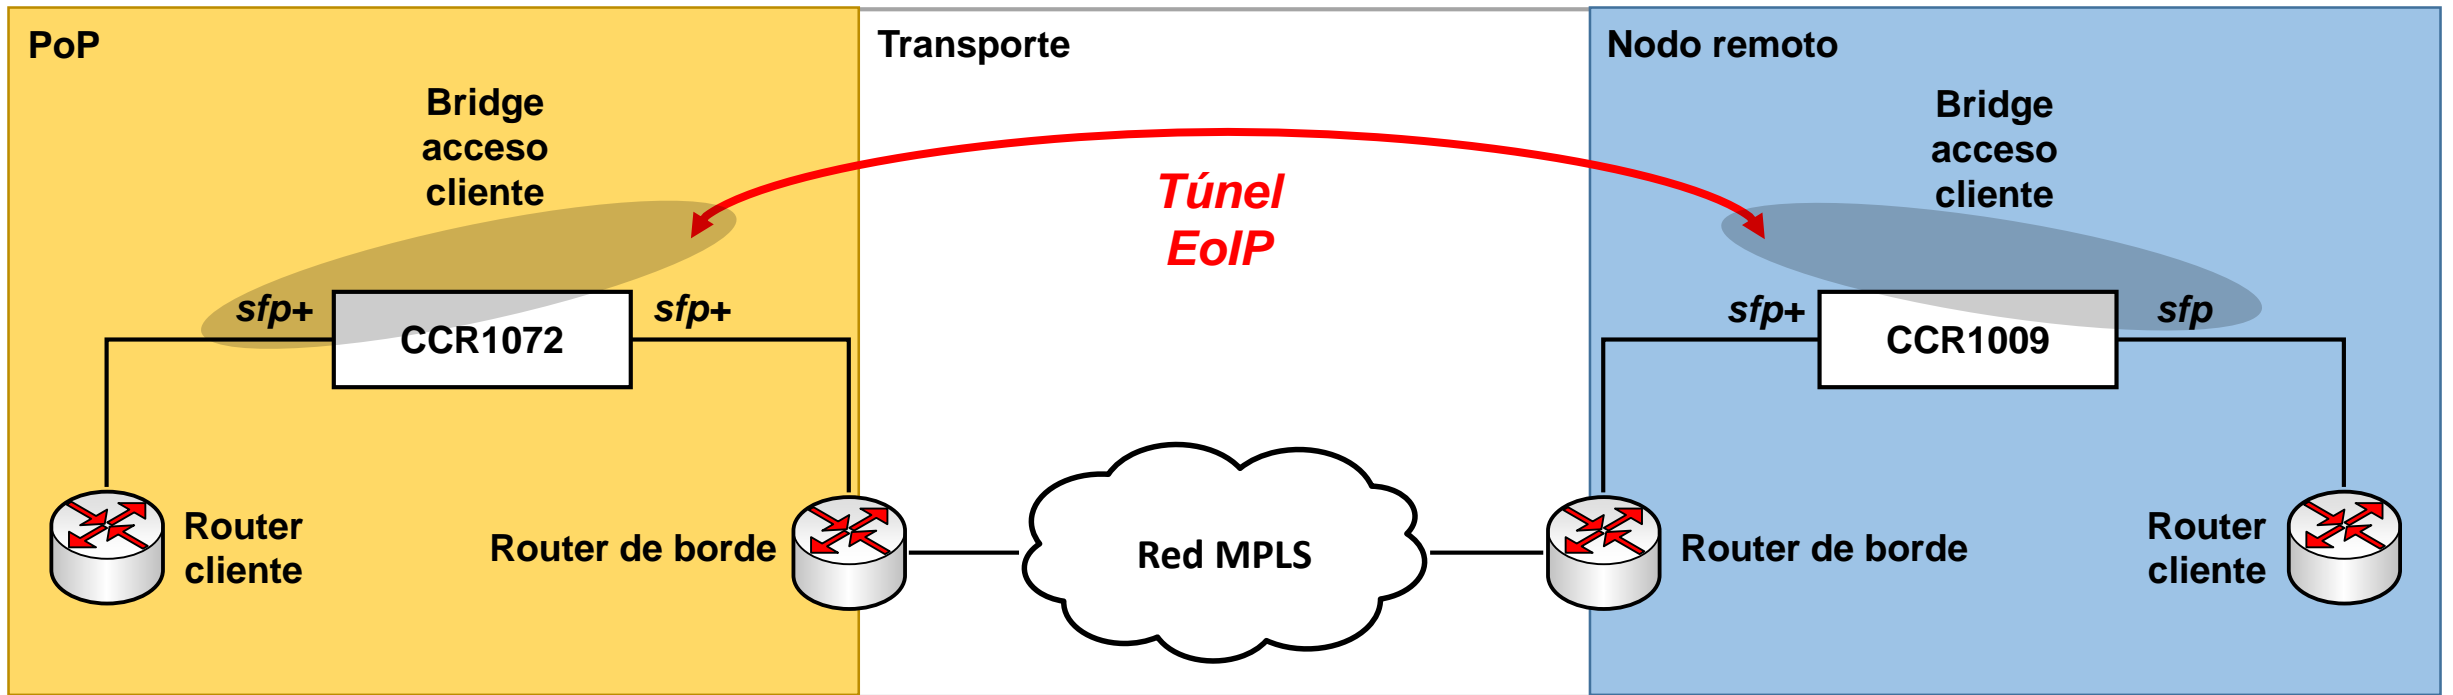 PoP
Transporte
Nodo remoto
Bridge
acceso
cliente
Bridge
acceso
cliente
Túnel
EoIP
sfp+
CCR1072
sfp+
sfp+
CCR1009
sfp
Router
cliente
Router de borde
Red MPLS
Router de borde
Router
cliente